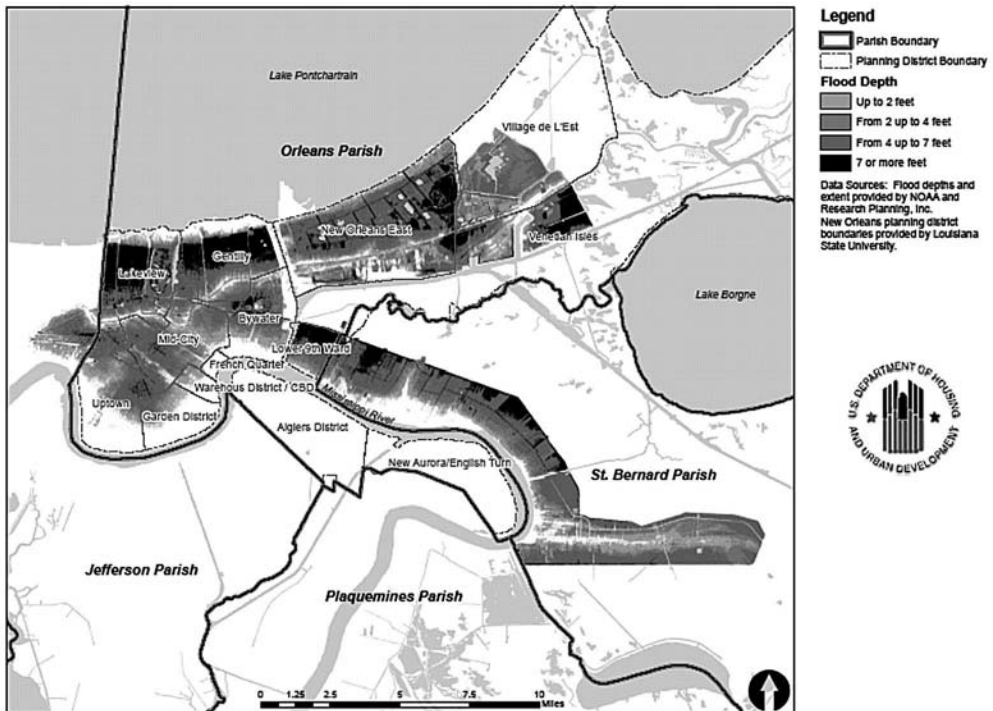 Lake Pontchartrain
Village de L'Est
Orleans Parish
New Orleans East
Venetian Isles
Gentilly
Lakeview
Lake Borgne
Bywater
Mid-City
Lower 9th Ward
French Quarter
Warehous District / CBD
Mississippi River
Uptown
Garden District
Algiers District
New Aurora/English Turn
St. Bernard Parish
Jefferson Parish
Plaquemines Parish
0 1.25 2.5 5 7.5 10
Miles
Legend
Parish Boundary
Planning District Boundary
Flood Depth
Up to 2 feet
From 2 up to 4 feet
From 4 up to 7 feet
7 or more feet
Data Sources: Flood depths and
extent provided by NOAA and
Research Planning, Inc.
New Orleans planning district
boundaries provided by Louisiana
State University.
U.S. DEPARTMENT OF HOUSING
AND URBAN DEVELOPMENT